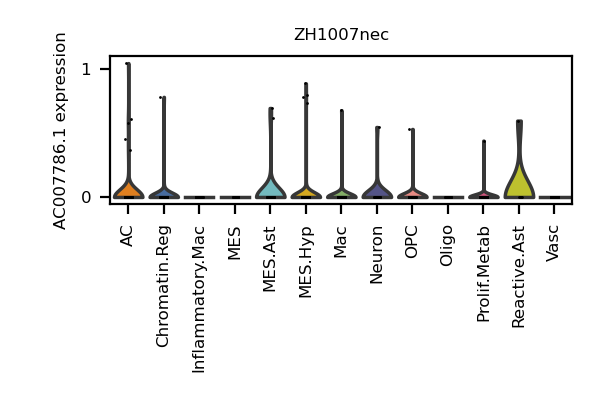 ZH1007nec
AC007786.1 expression
1
0
AC
Chromatin.Reg
Inflammatory.Mac
MES
MES.Ast
MES.Hyp
Mac
Neuron
OPC
Oligo
Prolif.Metab
Reactive.Ast
Vasc